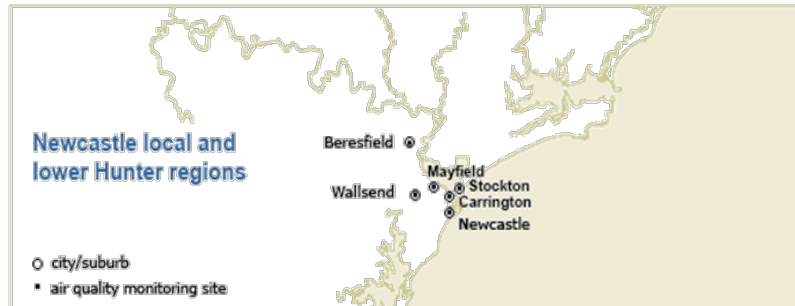 Newcastle local and
lower Hunter regions
Beresfield
Mayfield
Wallsend
Stockton
Carrington
Newcastle
city/suburb
air quality monitoring site